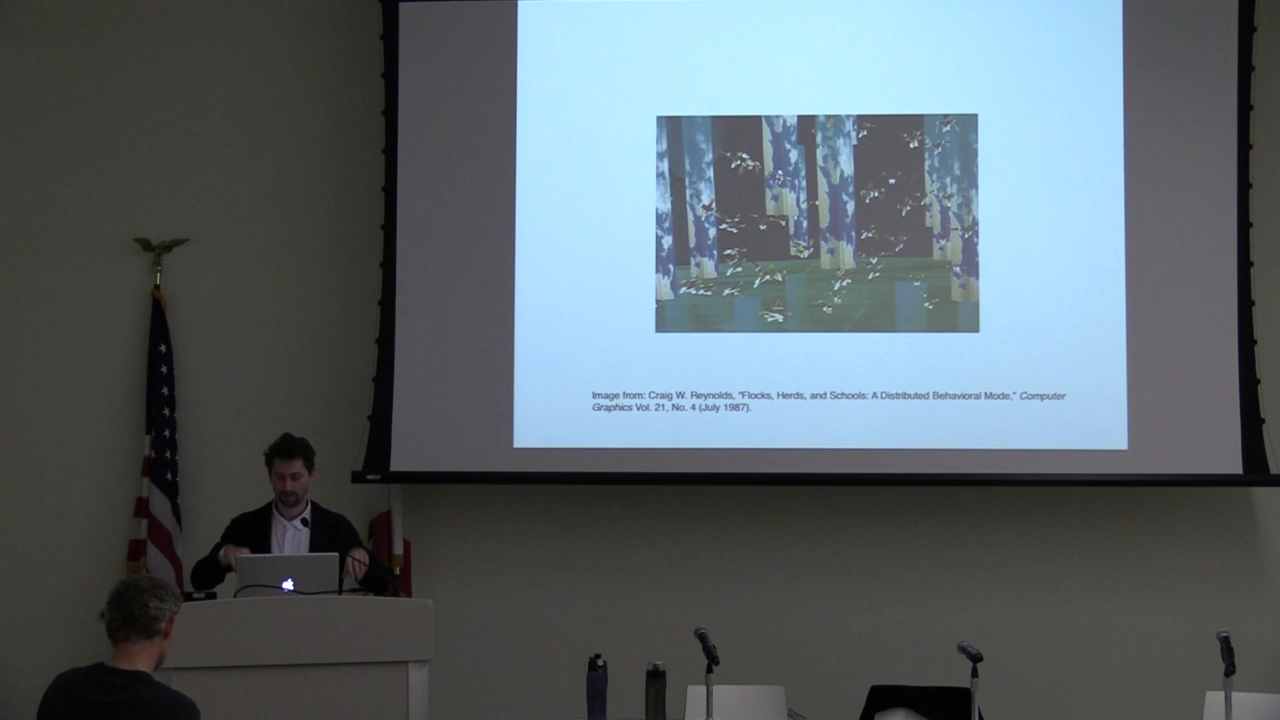 Image from: Craig W. Reynolds, "Flocks, Herds, and Schools: A Distributed Behavioral Mode," Computer
Graphics Vol. 21, No. 4 (July 1987).